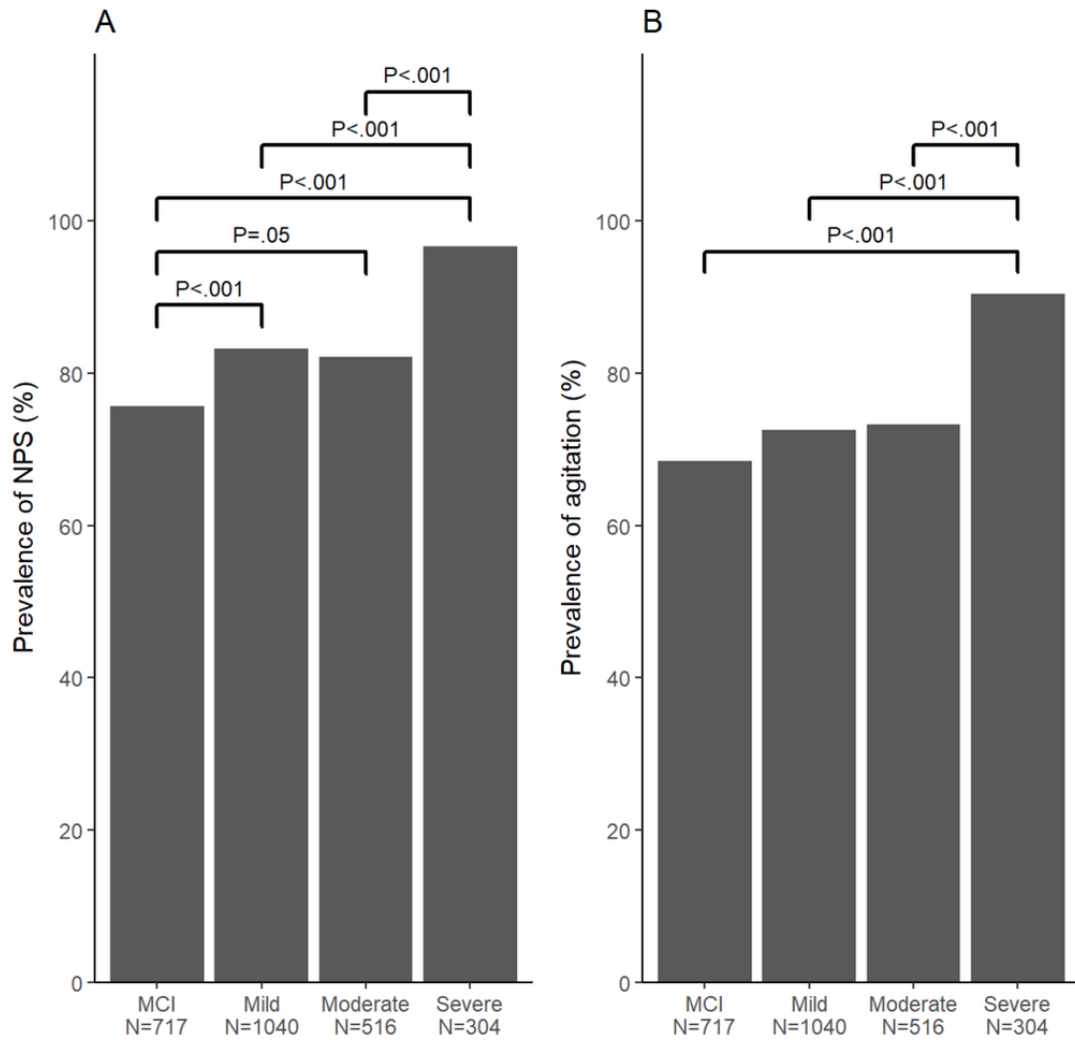 A
Prevalence of NPS (%)
P<.001
P<.001
P<.001
P=.05
P<.001
100
80
60
40
20
0
MCI
N=717
Mild
N=1040
Moderate
N=516
Severe
N=304
B
Prevalence of agitation (%)
P<.001
P<.001
P<.001
100
80
60
40
20
0
MCI
N=717
Mild
N=1040
Moderate
N=516
Severe
N=304